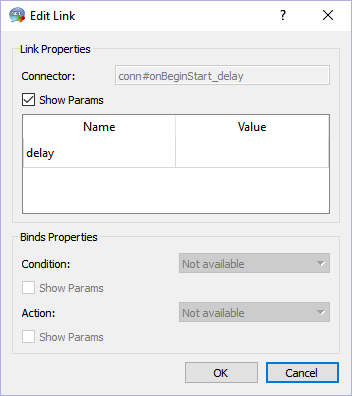 Edit Link
?
Link Properties
Connector: conn#onBeginStart_delay
Show Params
Name Value
delay
Binds Properties
Condition: Not available
Show Params
Action: Not available
Show Params
OK Cancel